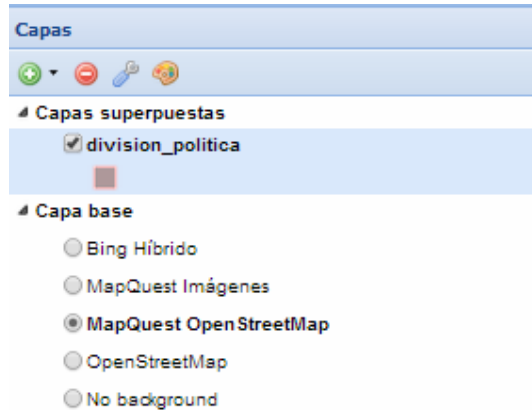 Capas
Capas superpuestas
division_politica
Capa base
Bing Híbrido
MapQuest Imágenes
MapQuest OpenStreetMap
OpenStreetMap
No background